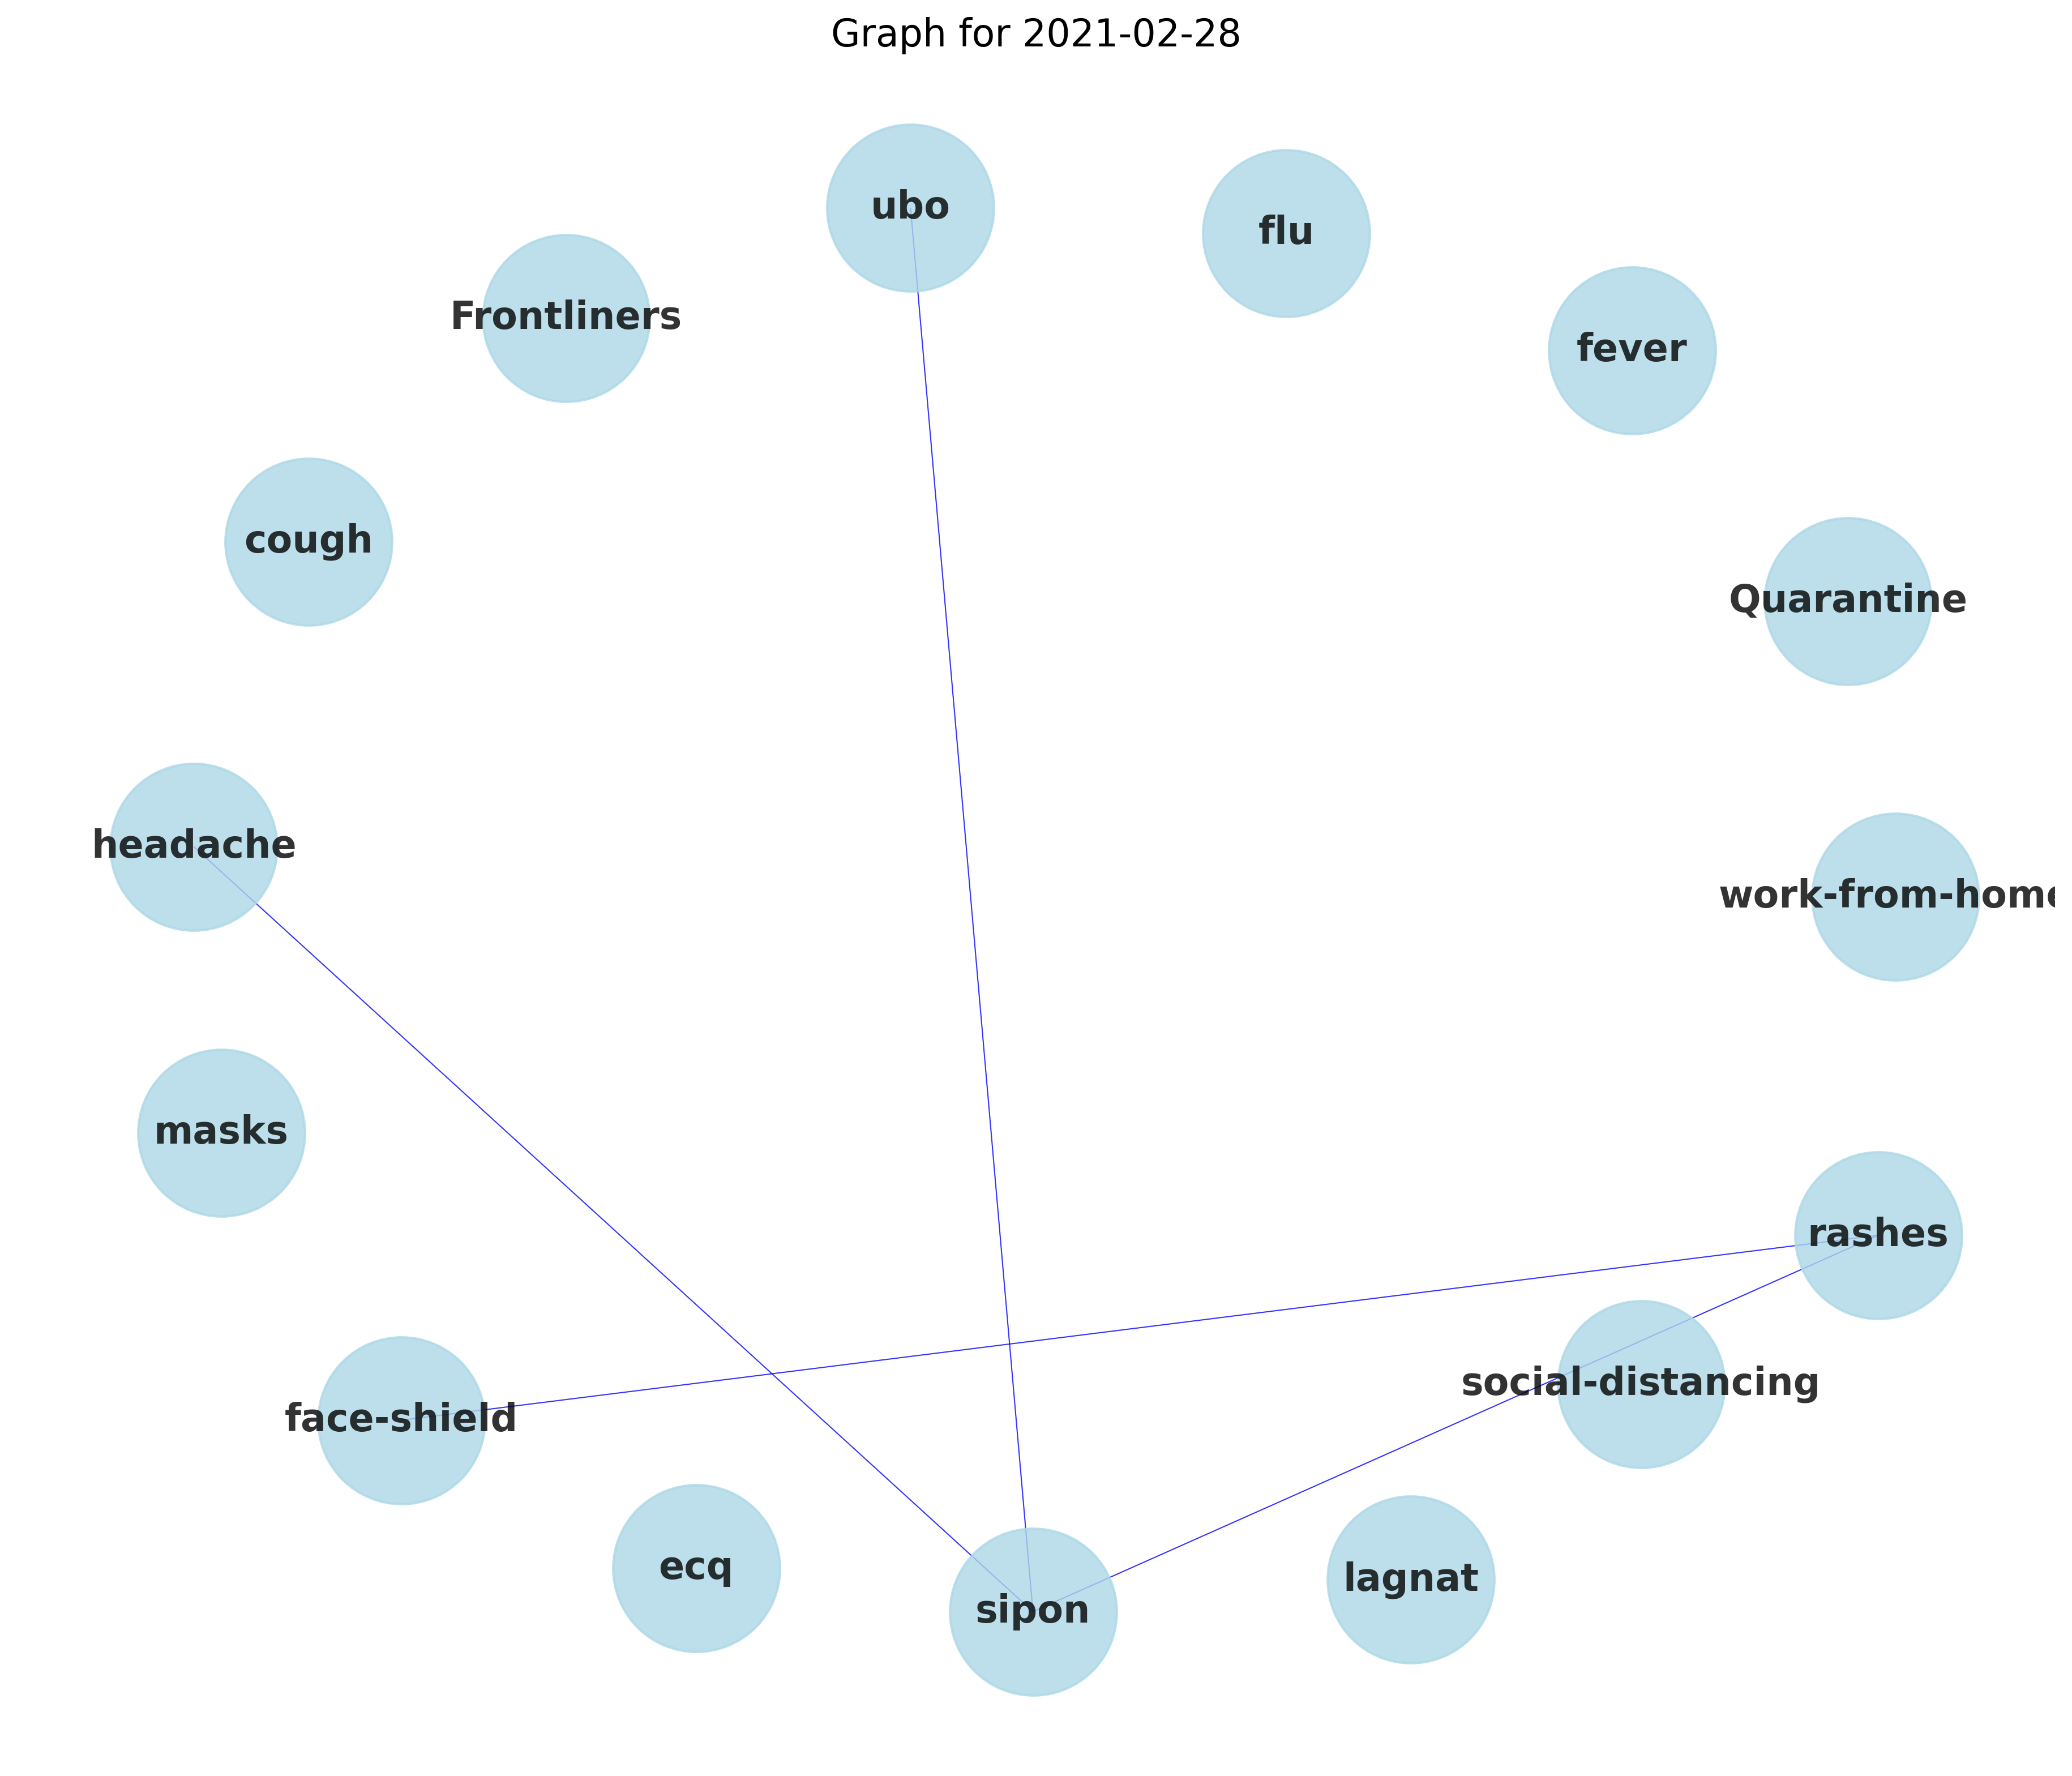 Graph for 2021-02-28
ubo
flu
Frontliners
fever
cough
Quarantine
headache
work-from-home
masks
rashes
social-distancing
face-shield
ecq
lagnat
sipon